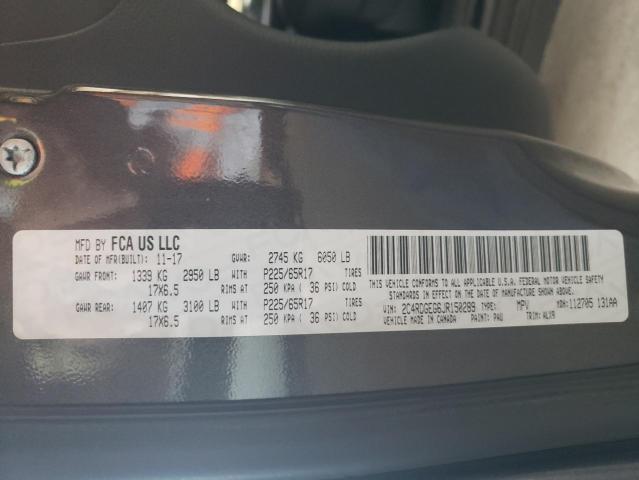 MFD BY FCA US LLC
DATE OF MFR(BUILT): 11-17 GVWR: 2745 KG 6050 LB
GAWR FRONT: 1339 KG 2950 LB WITH P225/65R17 TIRES
17X6.5 RIMS AT 250 KPA ( 36 PSI) COLD
GAWR REAR: 1407 KG 3100 LB WITH P225/65R17 TIRES
17X6.5 RIMS AT 250 KPA ( 36 PSI) COLD
THIS VEHICLE CONFORMS TO ALL APPLICABLE U.S.A. FEDERAL MOTOR VEHICLE SAFETY
STANDARDS IN EFFECT ON THE DATE OF MANUFACTURE SHOWN ABOVE.
VIN: 2C4RDGEG6JR150289 TYPE: MPV MDH: 112705 131AA
VEHICLE MADE IN CANADA PAINT: PAU TRIM: ALX9